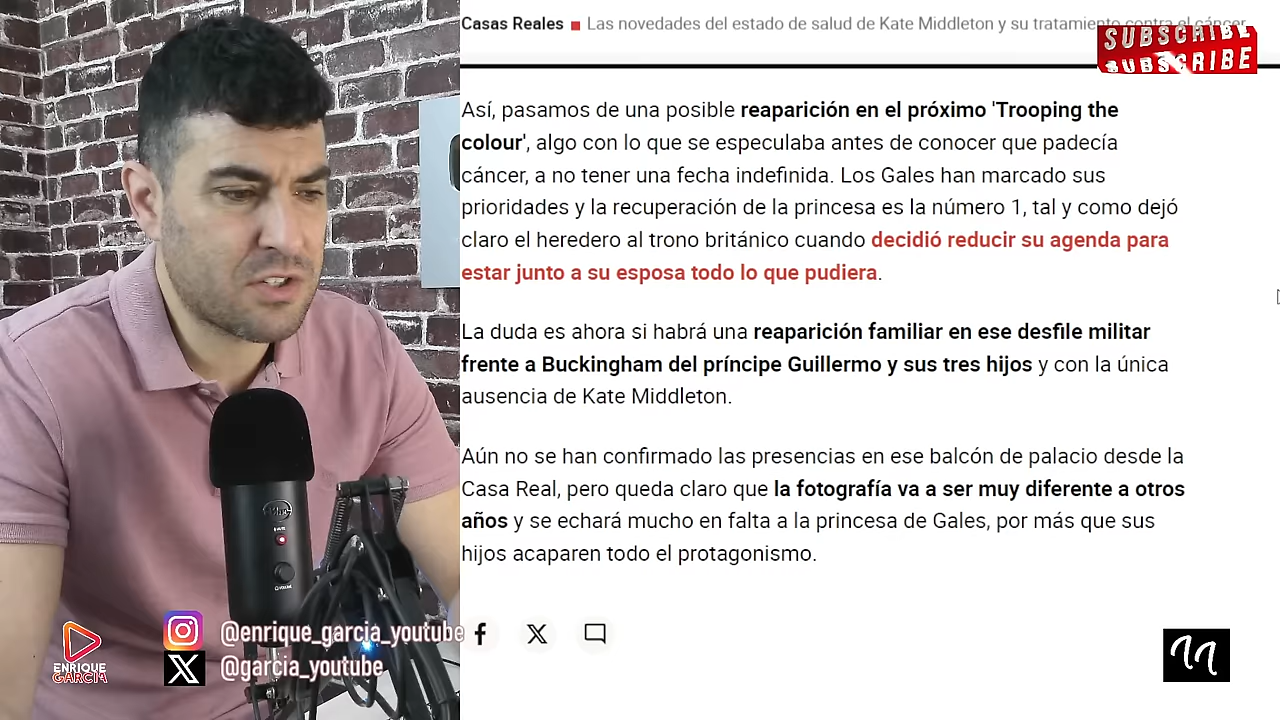 Casas Reales Las novedades del estado de salud de Kate Middleton y su tratamiento contra el cáncer
SUBSCRIBE
SUBSCRIBE
Así, pasamos de una posible reaparición en el próximo 'Trooping the
colour', algo con lo que se especulaba antes de conocer que padecía
cáncer, a no tener una fecha indefinida. Los Gales han marcado sus
prioridades y la recuperación de la princesa es la número 1, tal y como dejó
claro el heredero al trono británico cuando decidió reducir su agenda para
estar junto a su esposa todo lo que pudiera.
La duda es ahora si habrá una reaparición familiar en ese desfile militar
frente a Buckingham del príncipe Guillermo y sus tres hijos y con la única
ausencia de Kate Middleton.
Aún no se han confirmado las presencias en ese balcón de palacio desde la
Casa Real, pero queda claro que la fotografía va a ser muy diferente a otros
años y se echará mucho en falta a la princesa de Gales, por más que sus
hijos acaparen todo el protagonismo.
@enrique_garcia_youtube
@garcia_youtube
ENRIQUE
GARCIA